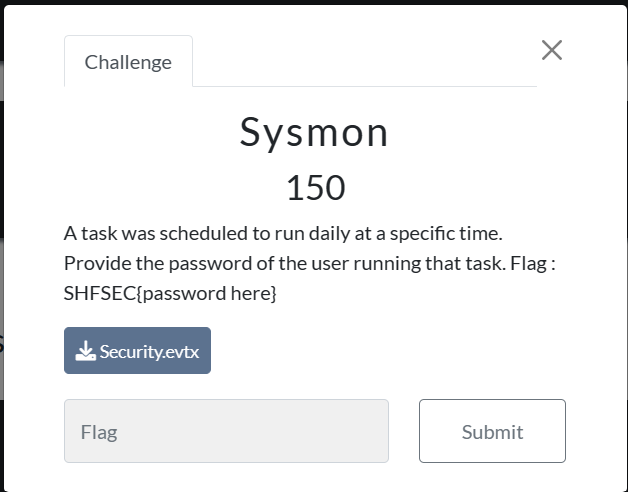 Challenge
Sysmon
150
A task was scheduled to run daily at a specific time.
Provide the password of the user running that task. Flag :
SHFSEC{password here}
Security.evtx
Flag
Submit